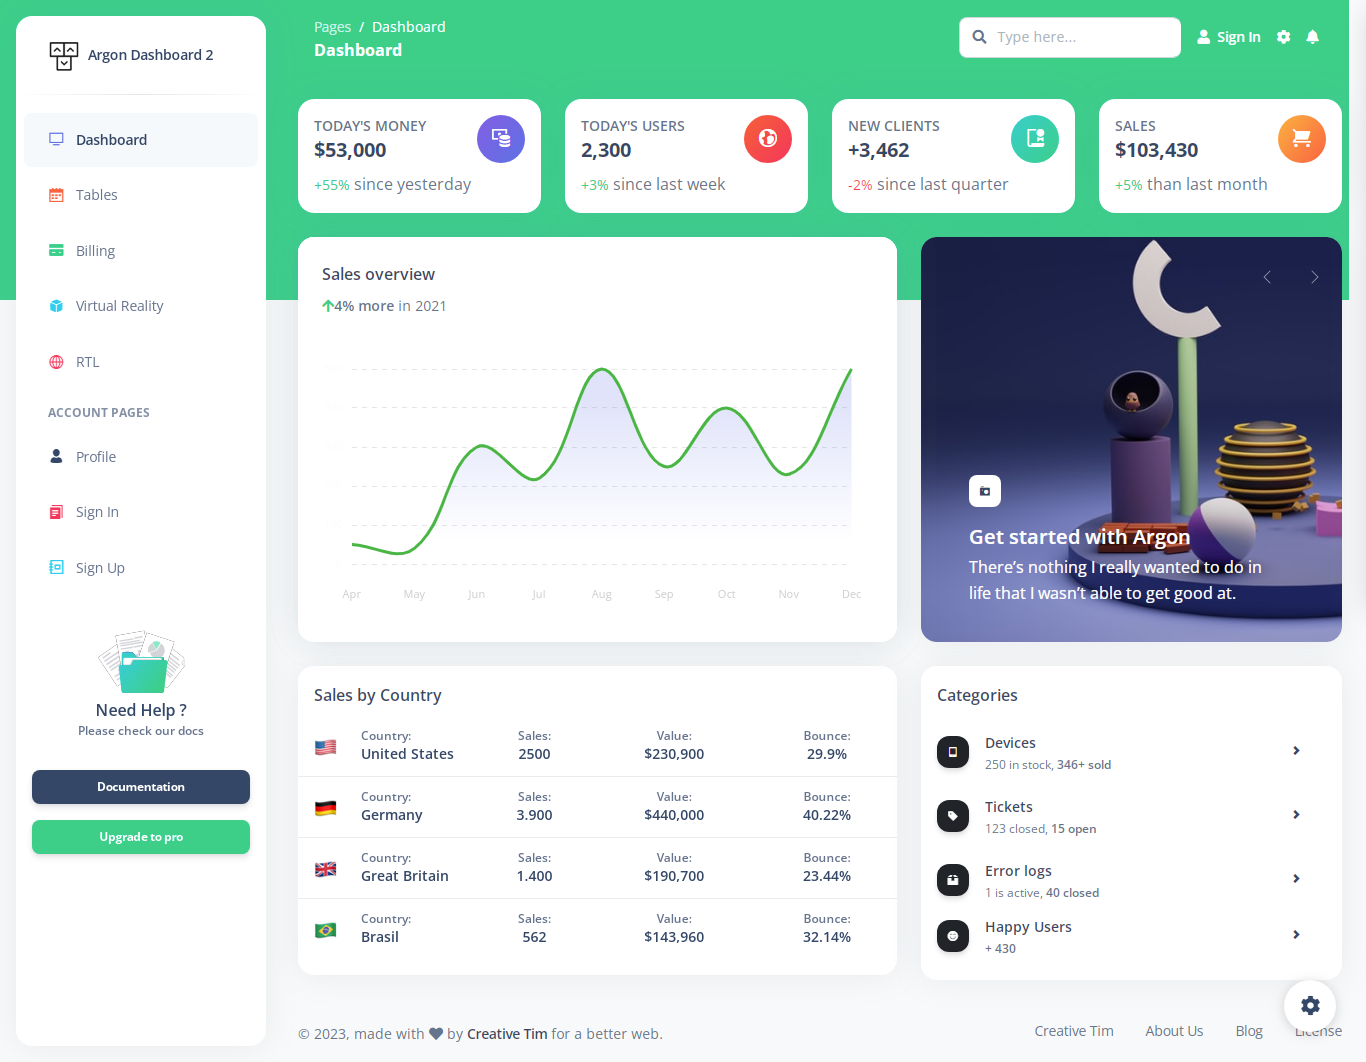 Argon Dashboard 2
Dashboard
Tables
Billing
Virtual Reality
RTL
ACCOUNT PAGES
Profile
Sign In
Sign Up
Need Help ?
Please check our docs
Documentation
Upgrade to pro
Pages / Dashboard
Dashboard
Type here...
Sign In
TODAY'S MONEY
$53,000
+55% since yesterday
TODAY'S USERS
2,300
+3% since last week
NEW CLIENTS
+3,462
-2% since last quarter
SALES
$103,430
+5% than last month
Sales overview
4% more in 2021
Apr May Jun Jul Aug Sep Oct Nov Dec
Get started with Argon
There's nothing I really wanted to do in
life that I wasn't able to get good at.
Sales by Country
Country: Sales: Value: Bounce:
United States 2500 $230,900 29.9%
Country: Sales: Value: Bounce:
Germany 3.900 $440,000 40.22%
Country: Sales: Value: Bounce:
Great Britain 1.400 $190,700 23.44%
Country: Sales: Value: Bounce:
Brasil 562 $143,960 32.14%
Categories
Devices
250 in stock, 346+ sold
Tickets
123 closed, 15 open
Error logs
1 is active, 40 closed
Happy Users
+ 430
© 2023, made with by Creative Tim for a better web.
Creative Tim About Us Blog License